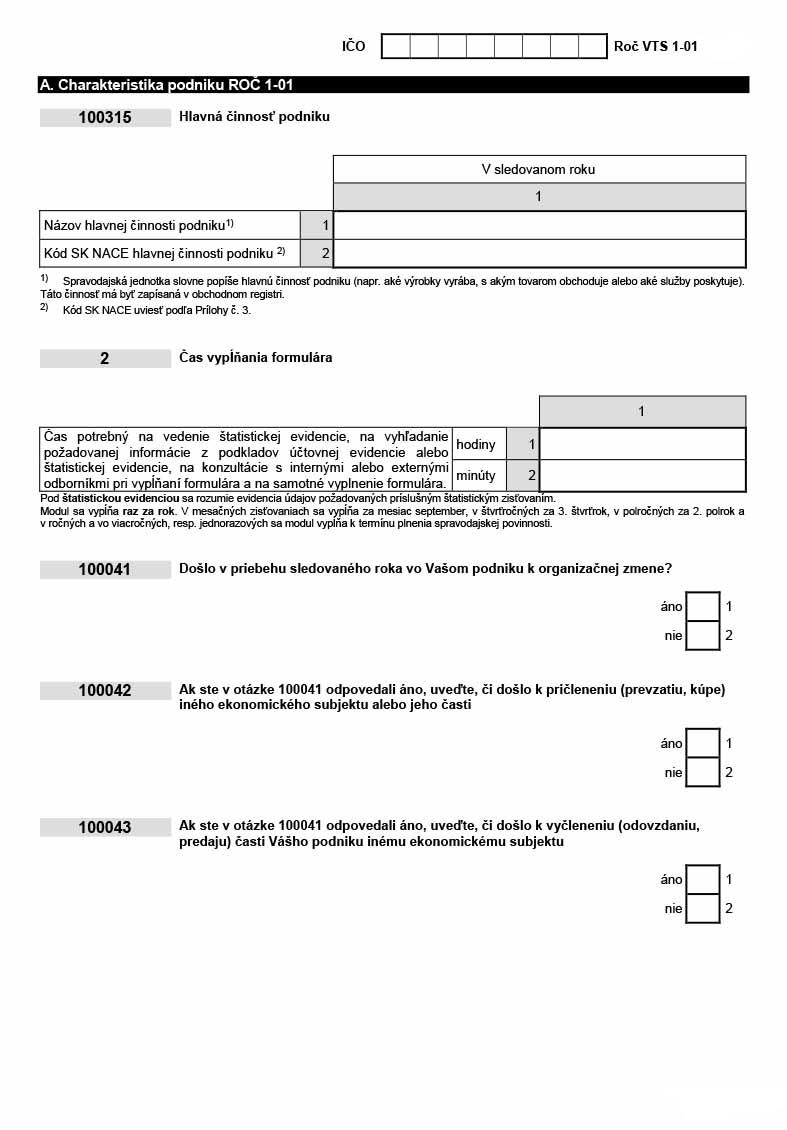 IČO Roč VTS 1-01
A. Charakteristika podniku ROČ 1-01
100315 Hlavná činnosť podniku
V sledovanom roku
1
Názov hlavnej činnosti podniku1) 1
Kód SK NACE hlavnej činnosti podniku 2) 2
1) Spravodajská jednotka slovne popíše hlavnú činnosť podniku (napr. aké výrobky vyrába, s akým tovarom obchoduje alebo aké služby poskytuje).
Táto činnosť má byť zapísaná v obchodnom registri.
2) Kód SK NACE uviesť podľa Prílohy č. 3.
2 Čas vypĺňania formulára
1
Čas potrebný na vedenie štatistickej evidencie, na vyhľadanie
požadovanej informácie z podkladov účtovnej evidencie alebo
štatistickej evidencie, na konzultácie s internými alebo externými
odborníkmi pri vypĺňaní formulára a na samotné vyplnenie formulára.
hodiny 1
minúty 2
Pod štatistickou evidenciou sa rozumie evidencia údajov požadovaných príslušným štatistickým zisťovaním.
Modul sa vypĺňa raz za rok. V mesačných zisťovaniach sa vypĺňa za mesiac september, v štvrťročných za 3. štvrťrok, v polročných za 2. polrok a
v ročných a vo viacročných, resp. jednorazových sa modul vypĺňa k termínu plnenia spravodajskej povinnosti.
100041 Došlo v priebehu sledovaného roka vo Vašom podniku k organizačnej zmene?
áno 1
nie 2
100042 Ak ste v otázke 100041 odpovedali áno, uveďte, či došlo k pričleneniu (prevzatiu, kúpe)
iného ekonomického subjektu alebo jeho časti
áno 1
nie 2
100043 Ak ste v otázke 100041 odpovedali áno, uveďte, či došlo k vyčleneniu (odovzdaniu,
predaju) časti Vášho podniku inému ekonomickému subjektu
áno 1
nie 2